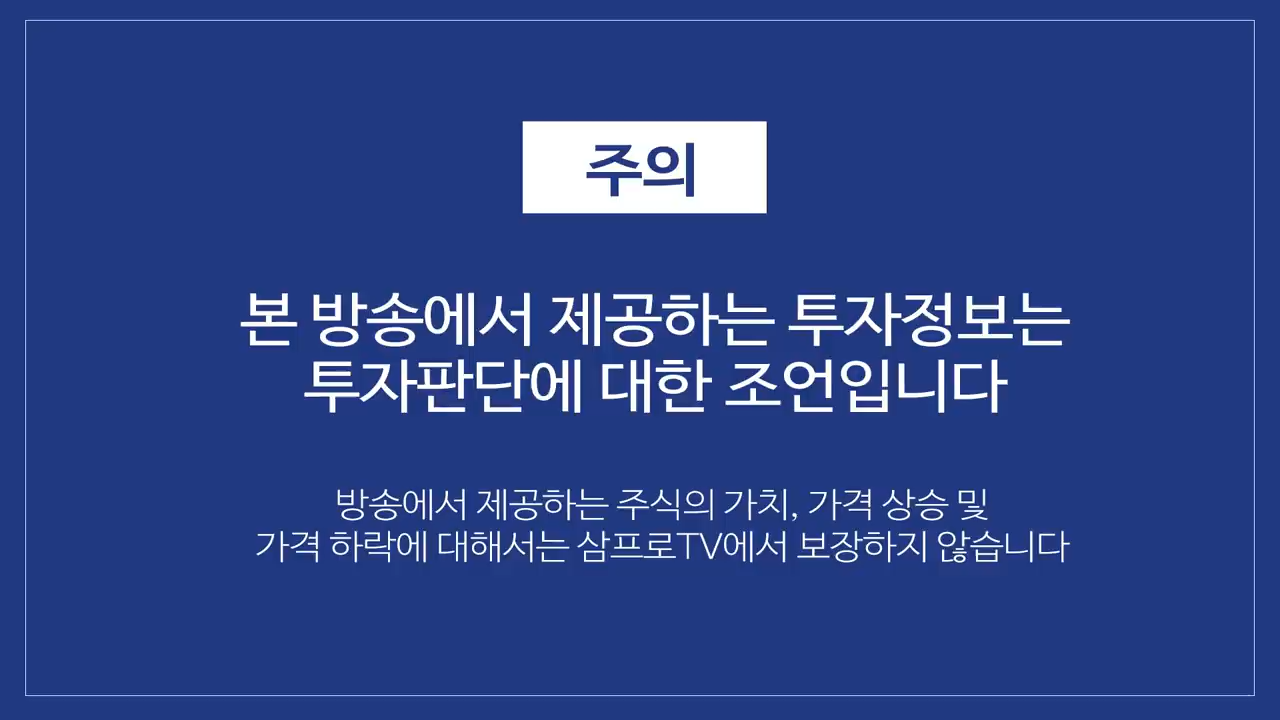 주의
본 방송에서 제공하는 투자정보는
투자판단에 대한 조언입니다
방송에서 제공하는 주식의 가치, 가격 상승 및
가격 하락에 대해서는 삼프로TV에서 보장하지 않습니다